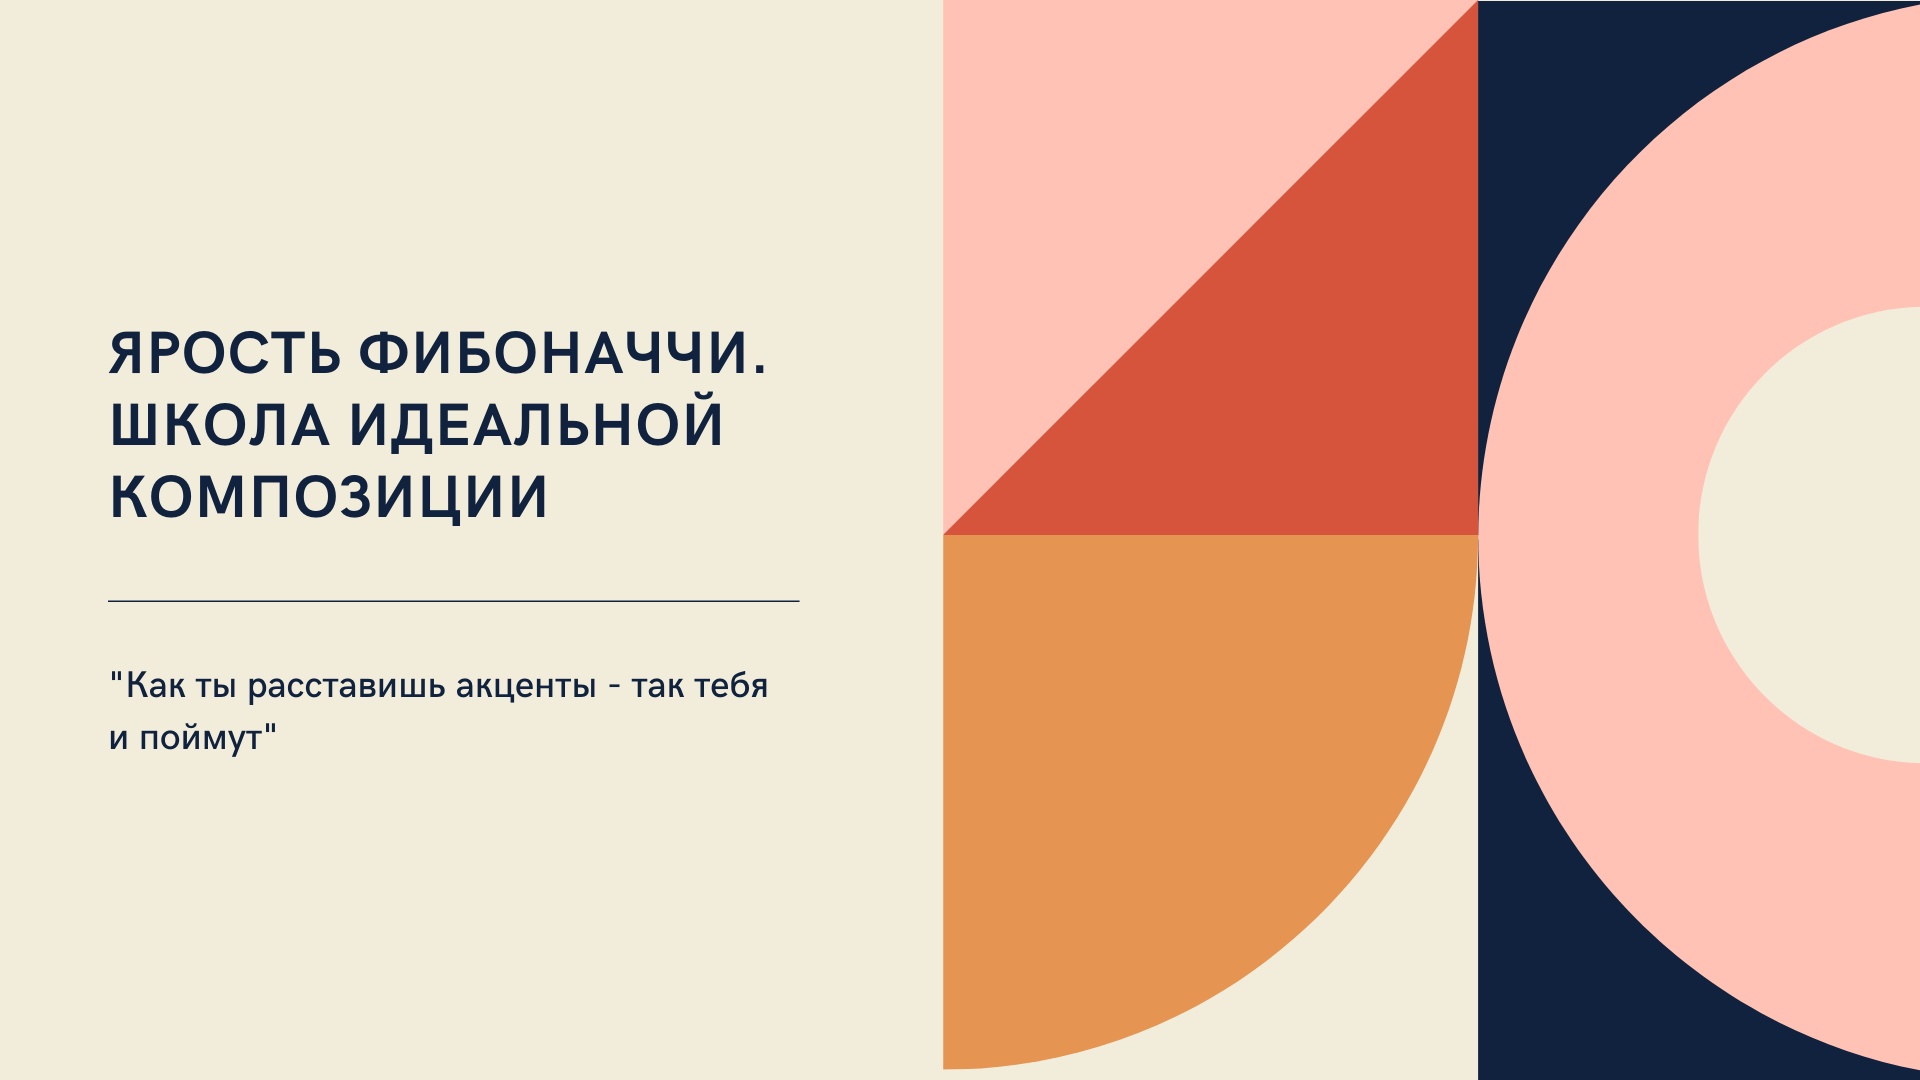 ЯРОСТЬ ФИБОНАЧЧИ.
ШКОЛА ИДЕАЛЬНОЙ
КОМПОЗИЦИИ
"Как ты расставишь акценты - так тебя
и поймут"